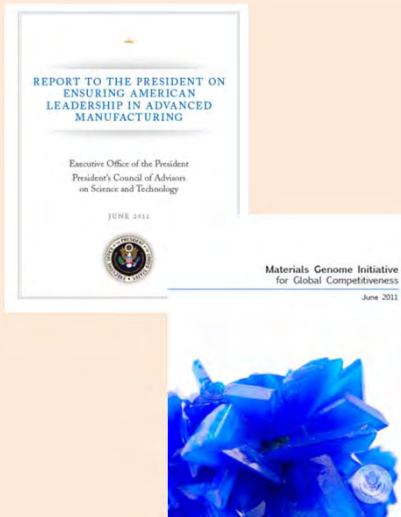 REPORT TO THE PRESIDENT ON
ENSURING AMERICAN
LEADERSHIP IN ADVANCED
MANUFACTURING
Executive Office of the President
President's Council of Advisors
on Science and Technology
JUNE 2011
Materials Genome Initiative
for Global Competitiveness
June 2011